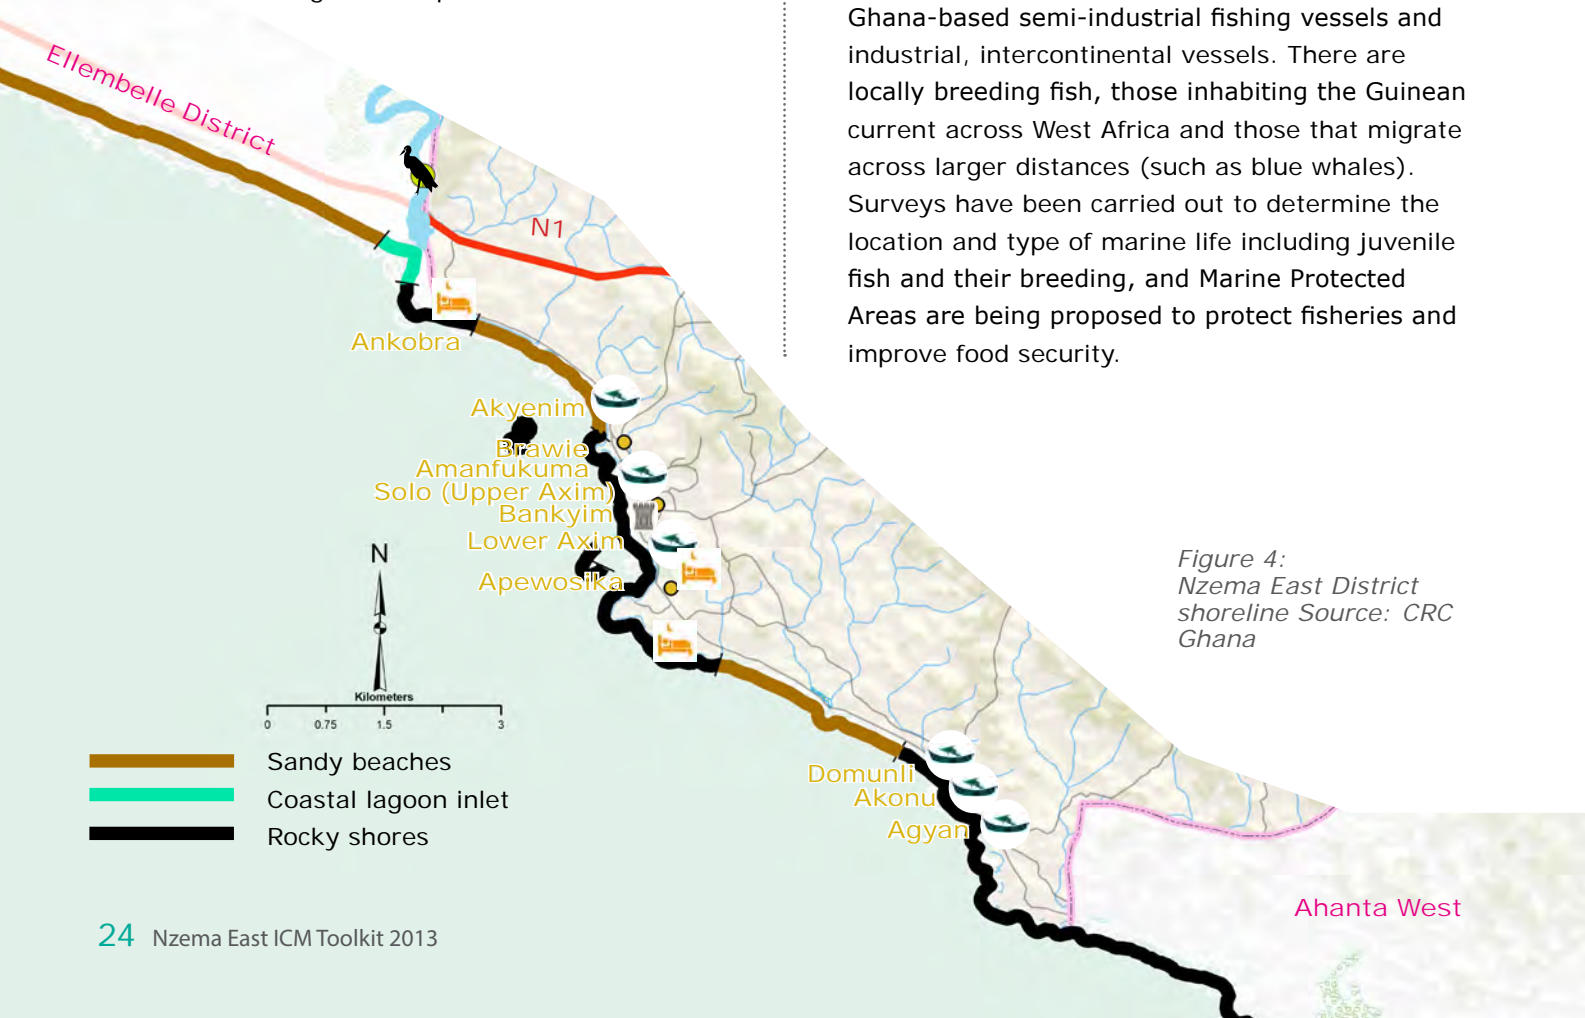 Ghana-based semi-industrial fishing vessels and
industrial, intercontinental vessels. There are
locally breeding fish, those inhabiting the Guinean
current across West Africa and those that migrate
across larger distances (such as blue whales).
Surveys have been carried out to determine the
location and type of marine life including juvenile
fish and their breeding, and Marine Protected
Areas are being proposed to protect fisheries and
improve food security.
Ellembelle District
N1
Ankobra
Akyenim
Brawie
Amanfukuma
Solo (Upper Axim)
Bankyim
Lower Axim
Apewosika
Domunli
Akonu
Agyan
Ahanta West
Figure 4:
Nzema East District
shoreline Source: CRC
Ghana
N
Kilometers
0 0.75 1.5 3
Sandy beaches
Coastal lagoon inlet
Rocky shores
24 Nzema East ICM Toolkit 2013